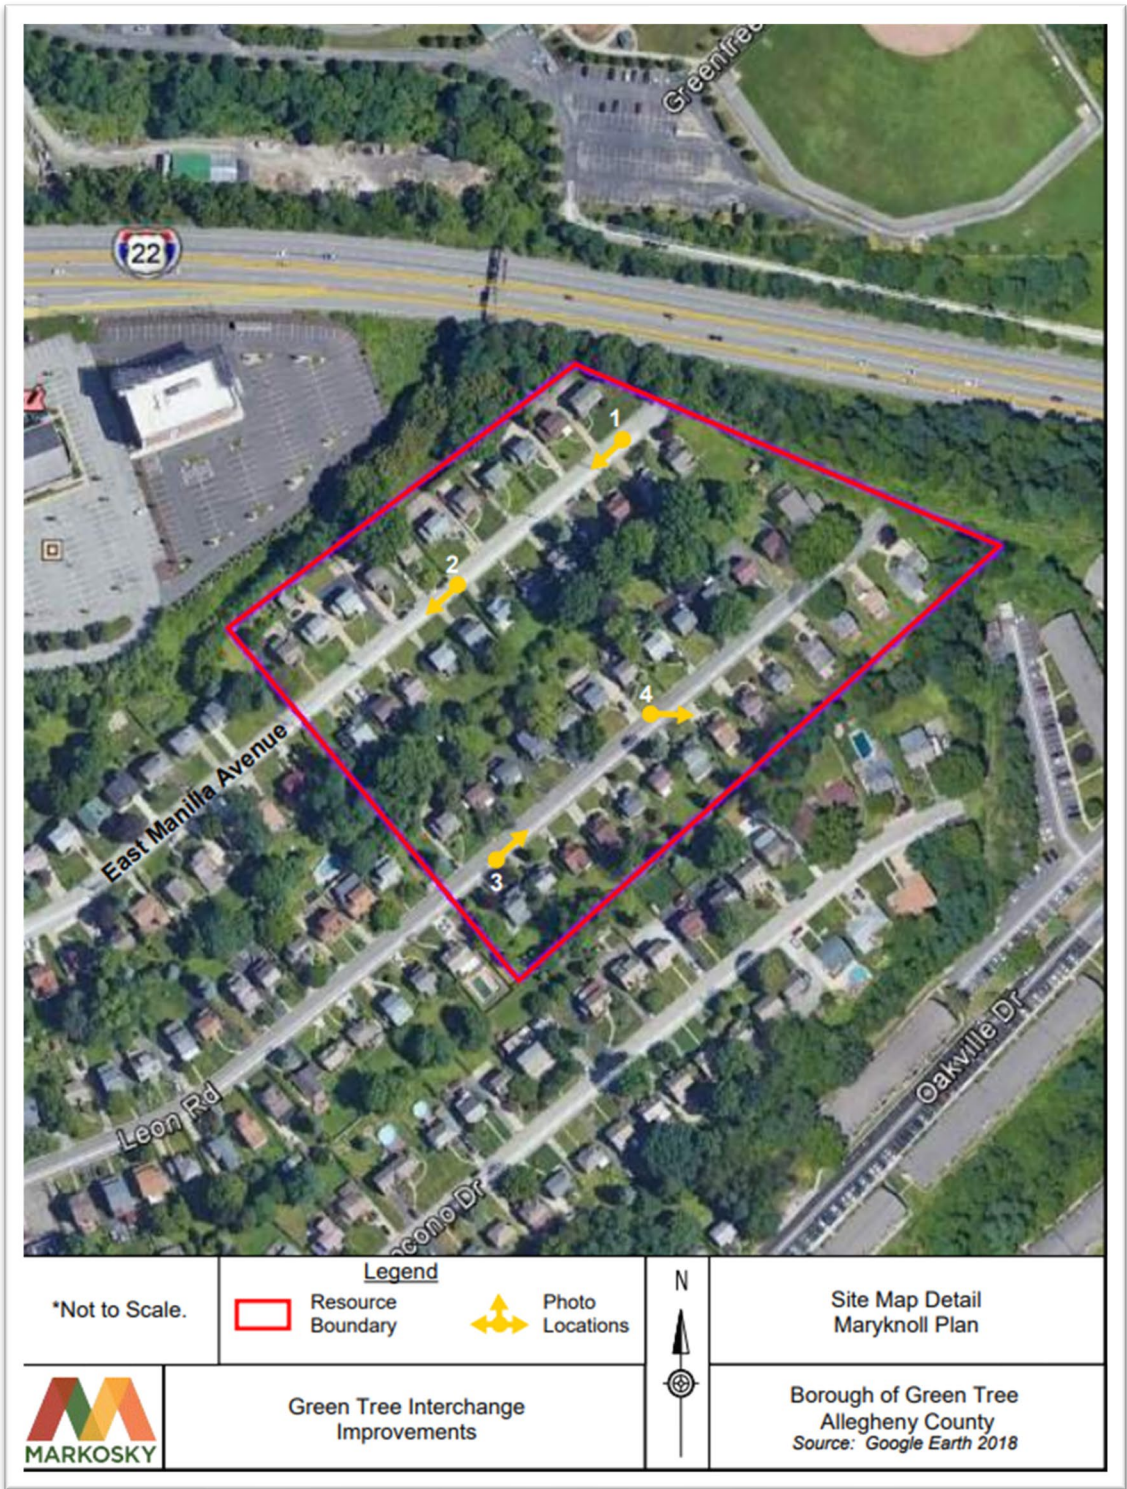 Greentree
22
1
2
4
3
East Manilla Avenue
Leon Rd
Oakville Dr
ocono Dr
*Not to Scale.
Legend
Resource
Boundary
Photo
Locations
N
Site Map Detail
Maryknoll Plan
MARKOSKY
Green Tree Interchange
Improvements
Borough of Green Tree
Allegheny County
Source: Google Earth 2018